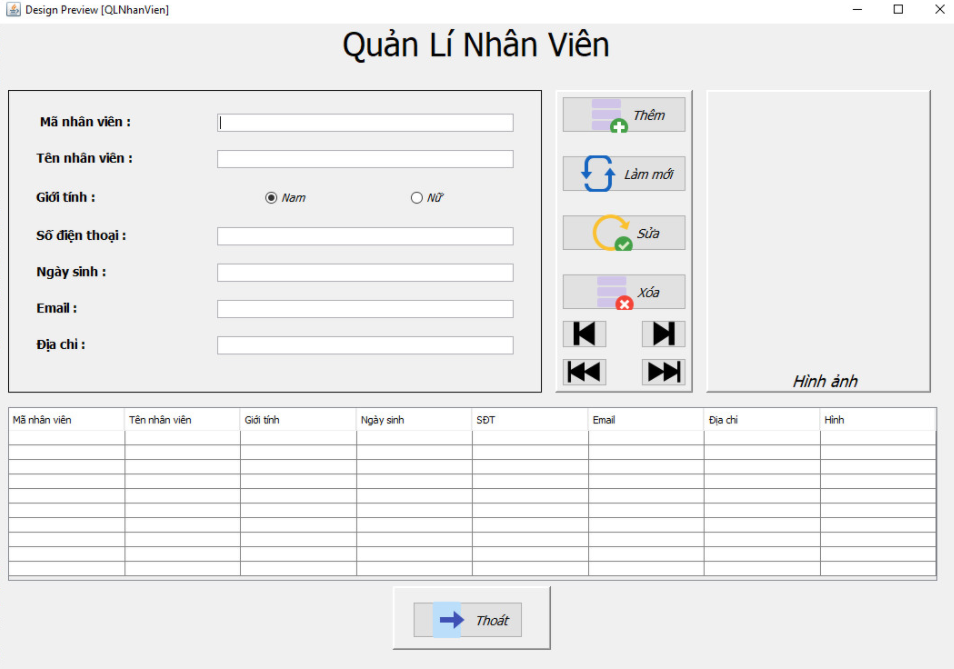 Design Preview [QLNhanVien]
Quản Lí Nhân Viên
Mã nhân viên :
Tên nhân viên :
Giới tính :
Nam
Nữ
Số điện thoại :
Ngày sinh :
Email :
Địa chỉ :
Thêm
Làm mới
Sửa
Xóa
Hình ảnh
Mã nhân viên Tên nhân viên Giới tính Ngày sinh SĐT Email Địa chỉ Hình
Thoát